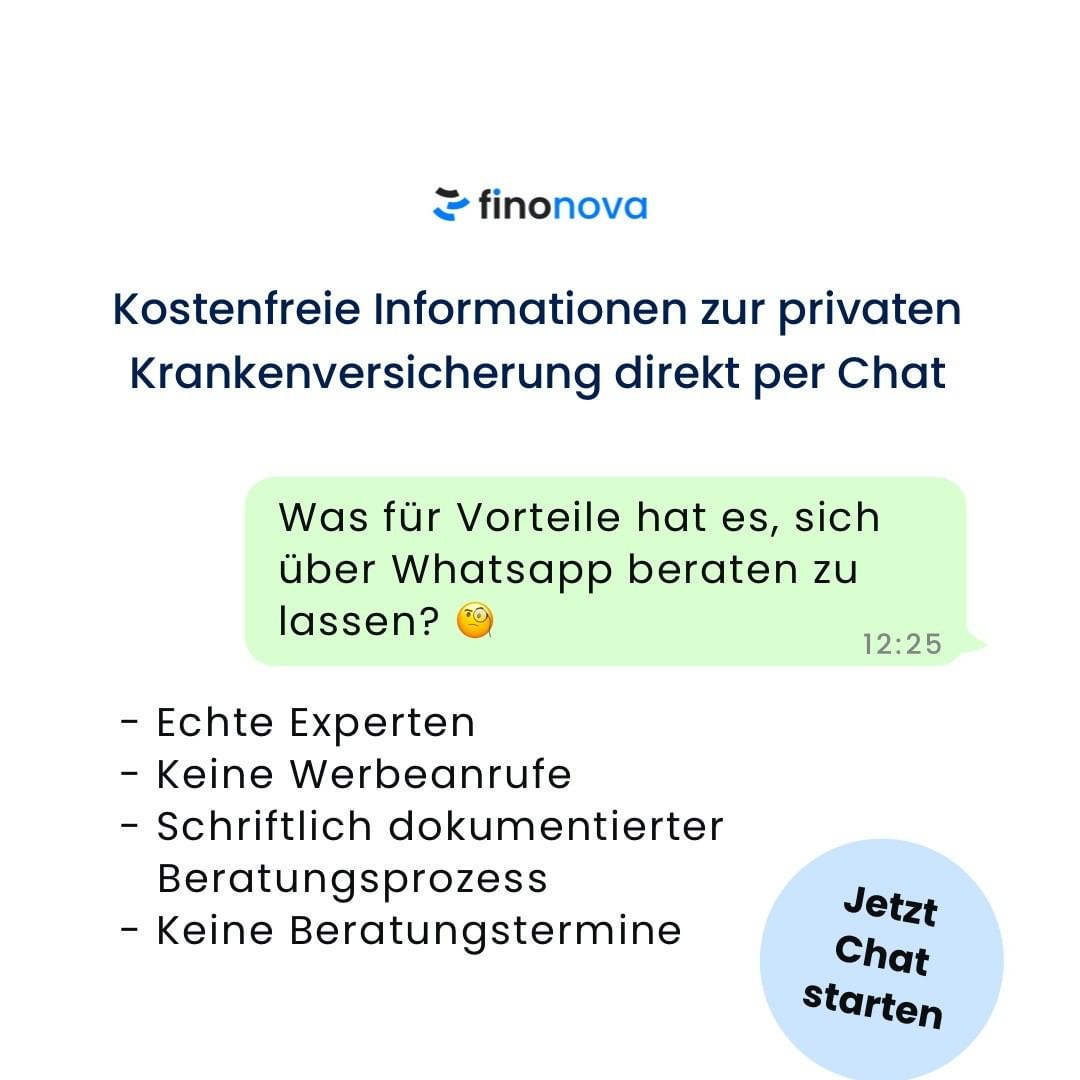 finonova
Kostenfreie Informationen zur privaten
Krankenversicherung direkt per Chat
Was für Vorteile hat es, sich
über Whatsapp beraten zu
lassen? 🧐
12:25
- Echte Experten
- Keine Werbeanrufe
- Schriftlich dokumentierter
Beratungsprozess
- Keine Beratungstermine
Jetzt
Chat
starten